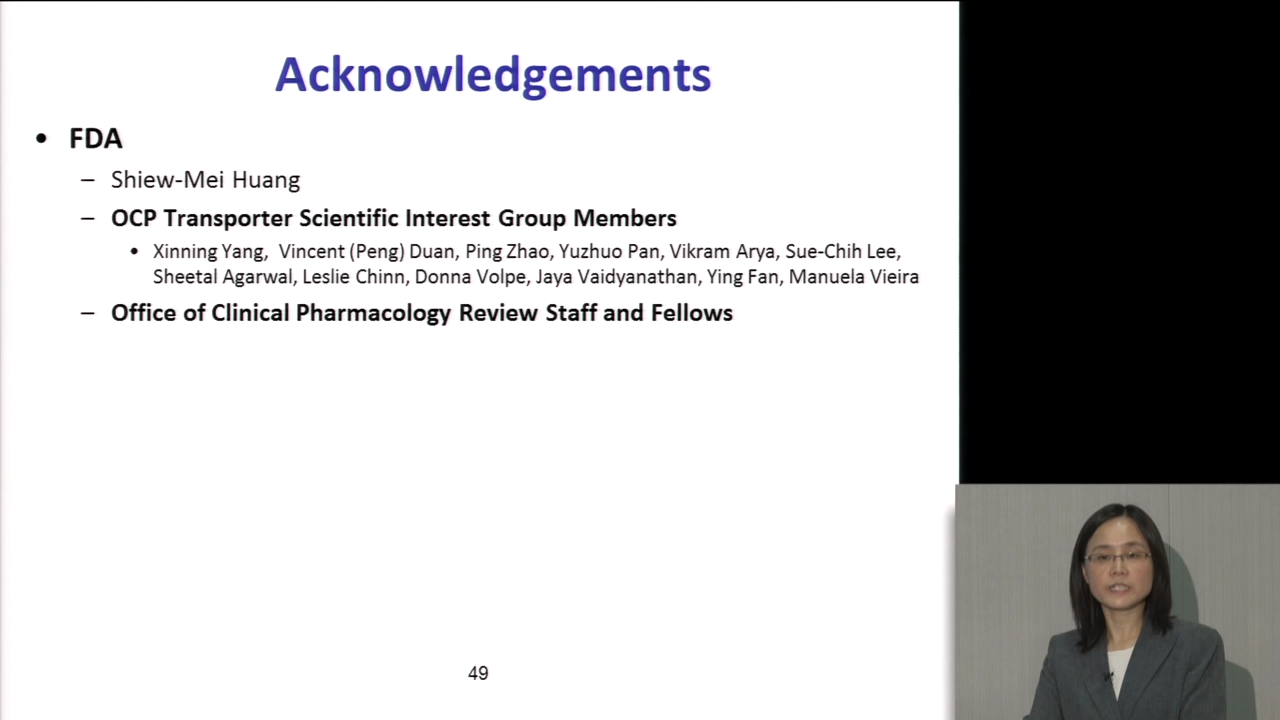 Acknowledgements
• FDA
– Shiew-Mei Huang
– OCP Transporter Scientific Interest Group Members
• Xinning Yang, Vincent (Peng) Duan, Ping Zhao, Yuzhuo Pan, Vikram Arya, Sue-Chih Lee,
Sheetal Agarwal, Leslie Chinn, Donna Volpe, Jaya Vaidyanathan, Ying Fan, Manuela Vieira
– Office of Clinical Pharmacology Review Staff and Fellows
49